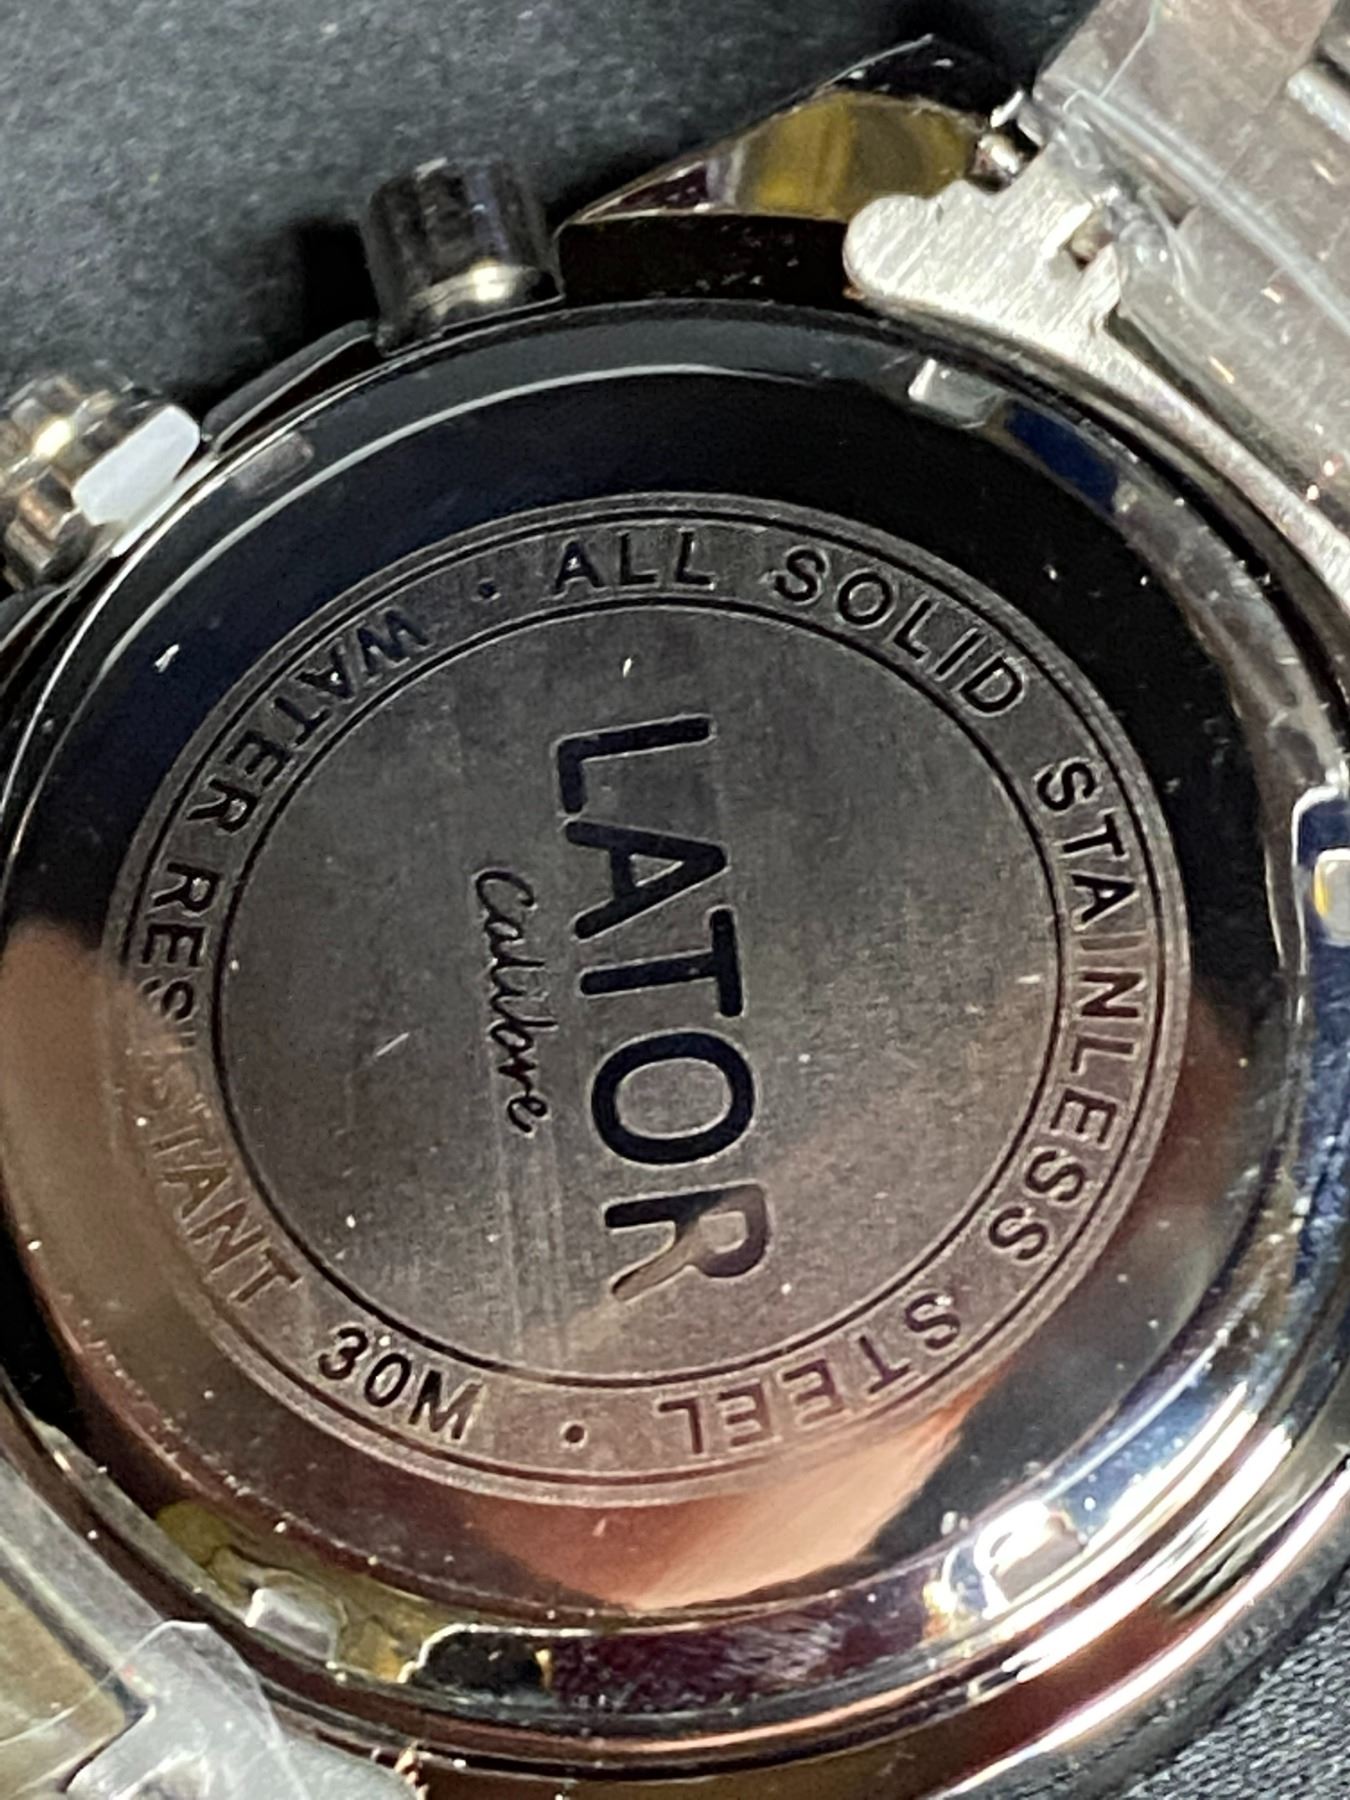 LATOR
Calibre
ALL SOLID STAINLESS STEEL
WATER RESISTANT 30M